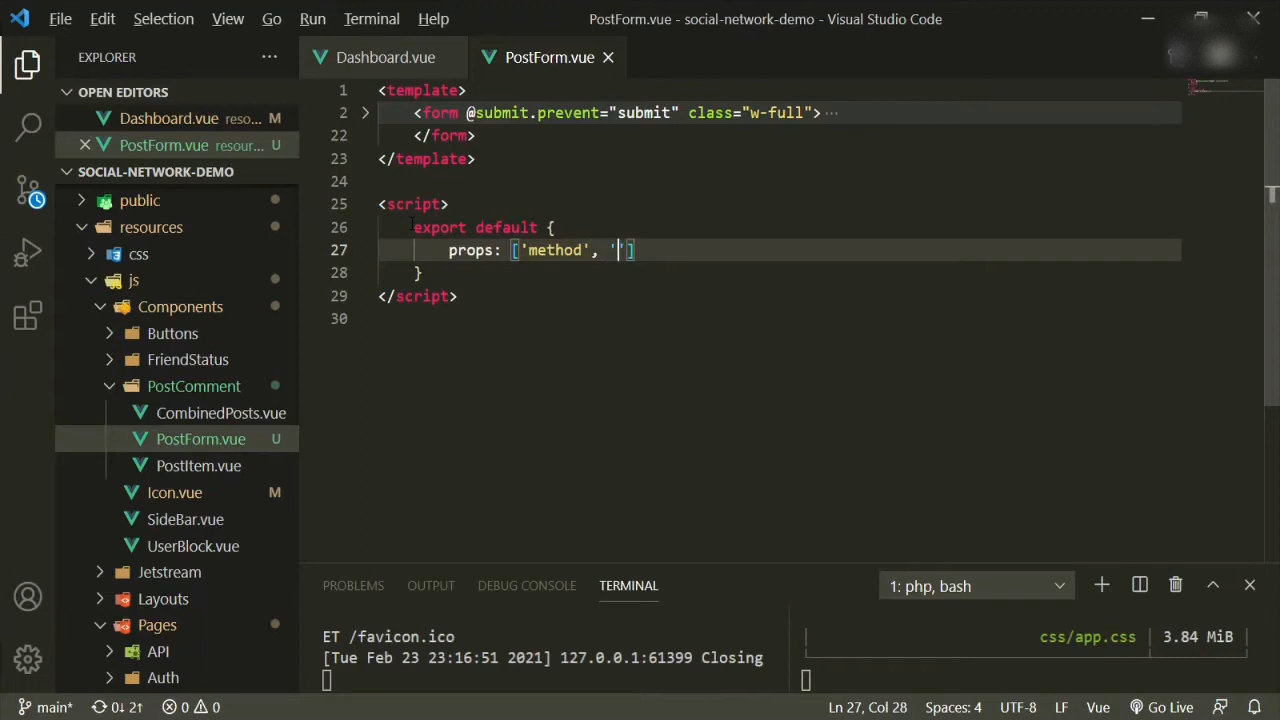 File Edit Selection View Go Run Terminal Help PostForm.vue - social-network-demo - Visual Studio Code
EXPLORER ···
Dashboard.vue PostForm.vue
OPEN EDITORS
Dashboard.vue reso... M
PostForm.vue resour... U
SOCIAL-NETWORK-DEMO
public
resources
css
js
Components
Buttons
FriendStatus
PostComment
CombinedPosts.vue
PostForm.vue U
PostItem.vue
Icon.vue M
SideBar.vue
UserBlock.vue
Jetstream
Layouts
Pages
API
Auth
1 <template>
2 <form @submit.prevent="submit" class="w-full"> ···
22 </form>
23 </template>
24
25 <script>
26 export default {
27 props: ['method', '']
28 }
29 </script>
30
PROBLEMS OUTPUT DEBUG CONSOLE TERMINAL 1: php, bash
ET /favicon.ico
[Tue Feb 23 23:16:51 2021] 127.0.0.1:61399 Closing
css/app.css | 3.84 MiB
main* 0↓ 2↑ 0 0 Ln 27, Col 28 Spaces: 4 UTF-8 LF Vue Go Live